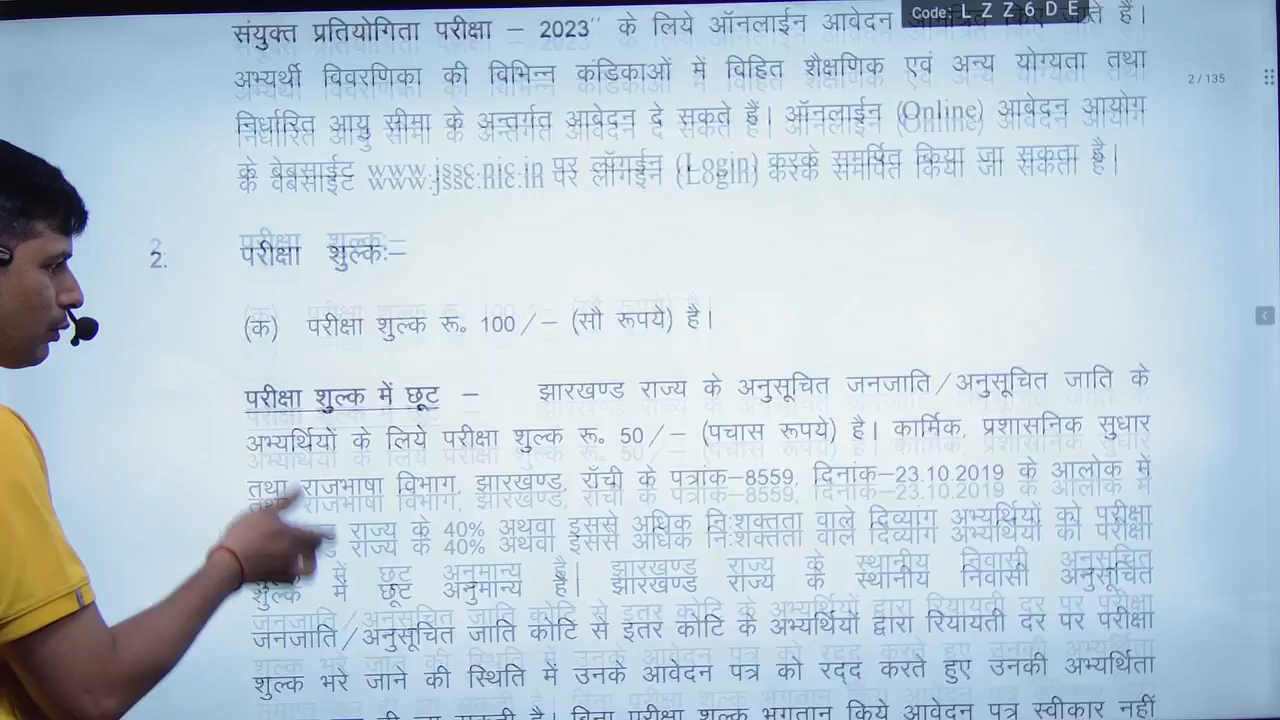 Code: L Z Z 6 D E
संयुक्त प्रतियोगिता परीक्षा – 2023" के लिये ऑनलाईन आवेदन जाते हैं।
अभ्यर्थी विवरणिका की विभिन्न कंडिकाओं में विहित शैक्षणिक एवं अन्य योग्यता तथा
2 / 135
निर्धारित आयु सीमा के अन्तर्गत आवेदन दे सकते हैं। ऑनलाईन (Online) आवेदन आयोग
के वेबसाईट www.jssc.nic.in पर लॉगईन (Login) करके समर्पित किया जा सकता है।
2. परीक्षा शुल्कः–
(क) परीक्षा शुल्क रू० 100/– (सौ रूपये) है।
परीक्षा शुल्क में छूट – झारखण्ड राज्य के अनुसूचित जनजाति/अनुसूचित जाति के
अभ्यर्थियों के लिये परीक्षा शुल्क रू० 50/– (पचास रूपये) है। कार्मिक, प्रशासनिक सुधार
तथा राजभाषा विभाग, झारखण्ड, राँची के पत्रांक–8559, दिनांक–23.10.2019 के आलोक में
राज्य के 40% अथवा इससे अधिक निःशक्तता वाले दिव्यांग अभ्यर्थियों को परीक्षा
शुल्क में छूट अनुमान्य है। झारखण्ड राज्य के स्थानीय निवासी अनुसूचित
जनजाति/अनुसूचित जाति कोटि से इतर कोटि के अभ्यर्थियों द्वारा रियायती दर पर परीक्षा
शुल्क भरे जाने की स्थिति में उनके आवेदन पत्र को रद्द करते हुए उनकी अभ्यर्थिता
है। बिना परीक्षा शुल्क भुगतान किये आवेदन पत्र स्वीकार नहीं